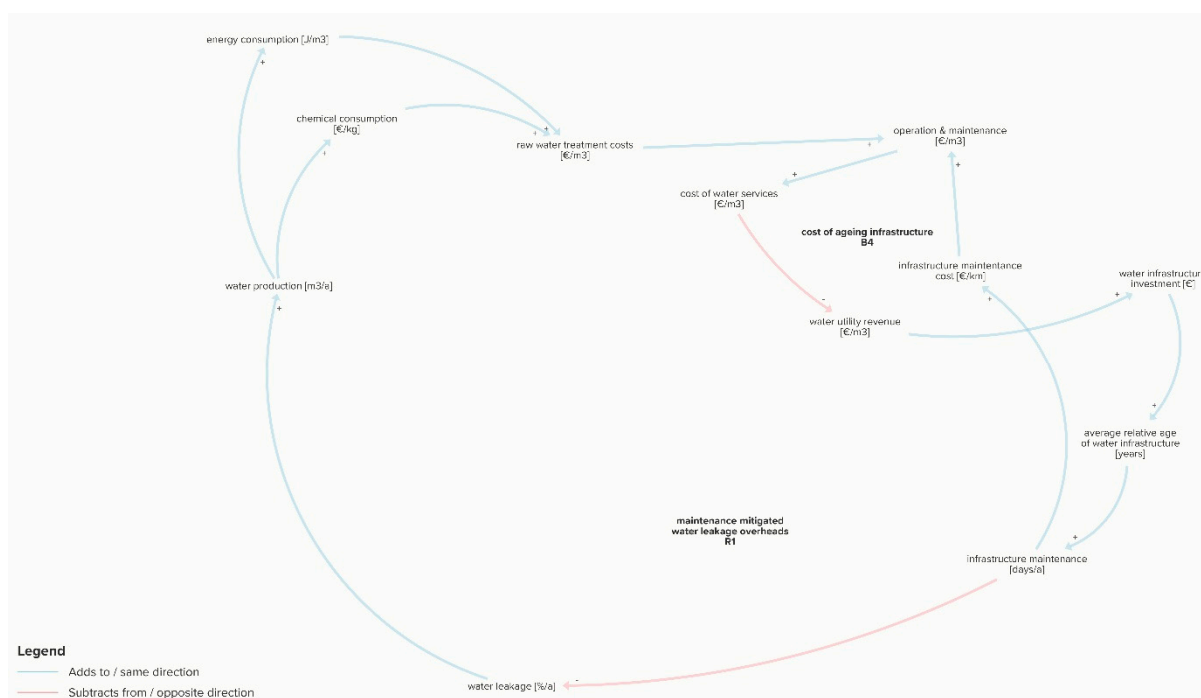 energy consumption [J/m3]
+
chemical consumption
[€/kg]
+
+
+
raw water treatment costs
[€/m3]
operation & maintenance
[€/m3]
+
+
+
cost of water services
[€/m3]
cost of ageing infrastructure
B4
infrastructure maintentance
cost [€/km]
+
water infrastructur
investment [€]
+
water production [m3/a]
+
-
water utility revenue
[€/m3]
+
average relative age
of water infrastructure
[years]
maintenance mitigated
water leakage overheads
R1
+
infrastructure maintenance
[days/a]
Legend
Adds to / same direction
Subtracts from / opposite direction
water leakage [%/a]
-